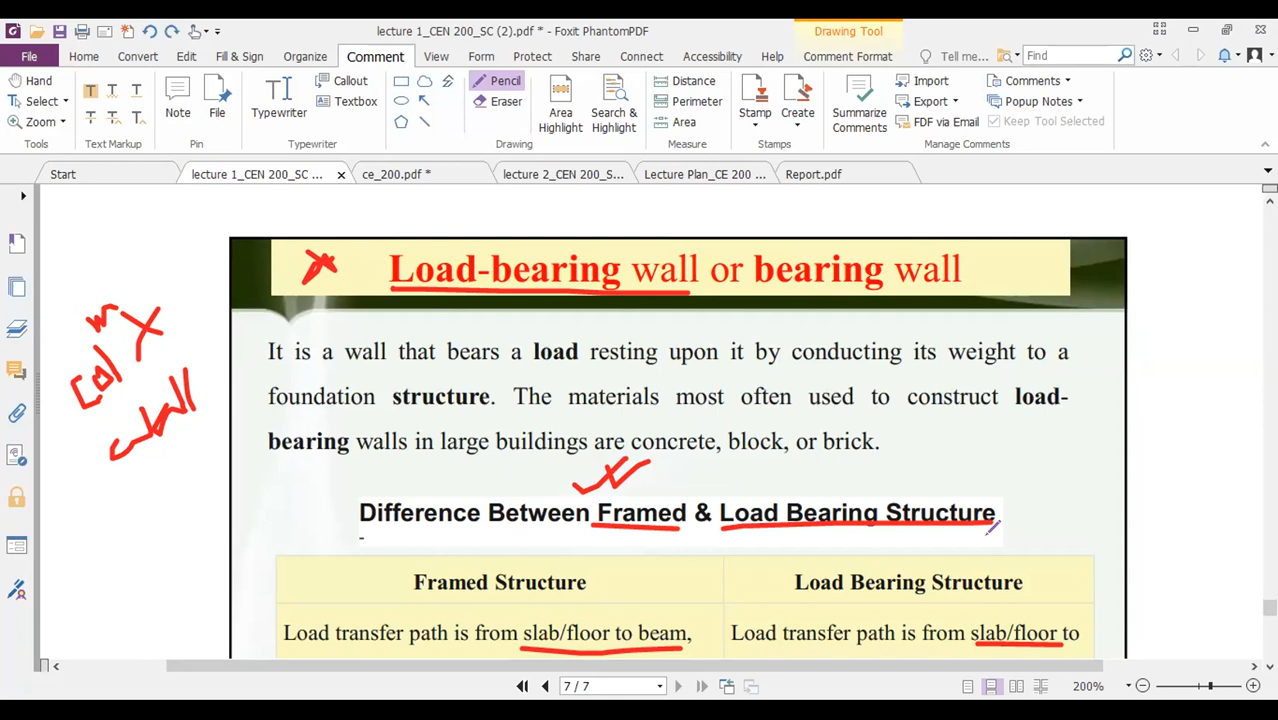 lecture 1_CEN 200_SC (2).pdf * - Foxit PhantomPDF
Drawing Tool
File Home Edit Fill & Sign Organize Comment View Form Protect Share Connect Accessibility Help Comment Format Tell me... Find
Hand
Select
Zoom
Tools
Text Markup
Note
File
Pin
Typewriter
Callout
Textbox
Typewriter
Pencil
Eraser
Area Highlight
Search & Highlight
Drawing
Distance
Perimeter
Area
Measure
Stamp
Create
Stamps
Summarize Comments
Import
Export
FDF via Email
Comments
Popup Notes
Keep Tool Selected
Manage Comments
Start
lecture 1_CEN 200_SC ...
ce_200.pdf *
lecture 2_CEN 200_S...
Lecture Plan_CE 200 ...
Report.pdf
Load-bearing wall or bearing wall
It is a wall that bears a load resting upon it by conducting its weight to a
foundation structure. The materials most often used to construct load-
bearing walls in large buildings are concrete, block, or brick.
Difference Between Framed & Load Bearing Structure
-
Framed Structure
Load Bearing Structure
Load transfer path is from slab/floor to beam,
Load transfer path is from slab/floor to
7 / 7
200%